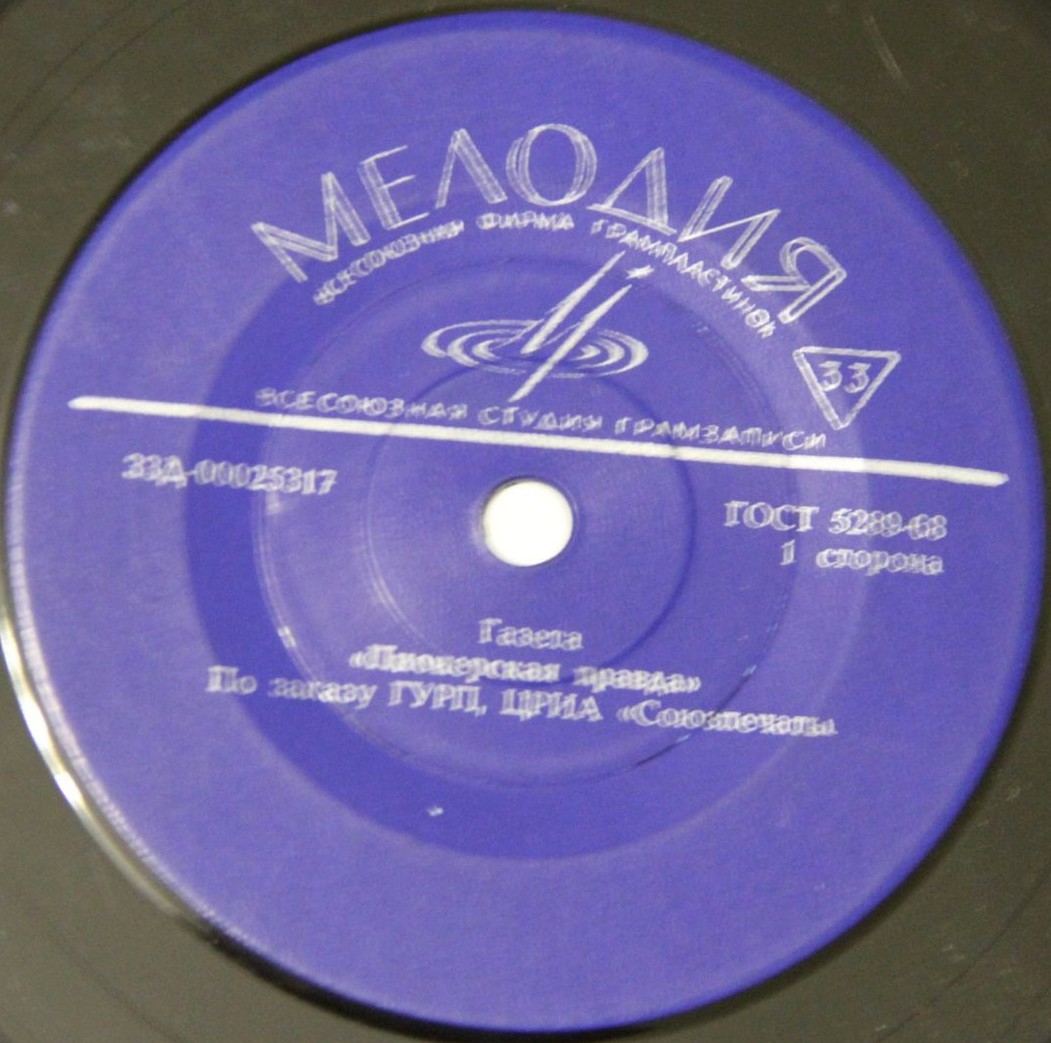 МЕЛОДИЯ
ВСЕСОЮЗНАЯ ФИРМА ГРАМПЛАСТИНОК
33
ВСЕСОЮЗНАЯ СТУДИЯ ГРАМЗАПИСИ
33Д-00025317
ГОСТ 5289-68
1 сторона
Газета
«Пионерская правда»
По заказу ГУРП, ЦРИА «Союзпечать»